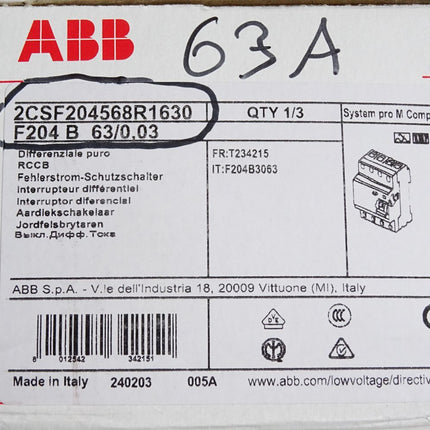 ABB 63A
2CSF204568R1630 QTY 1/3 System pro M Comp
F204 B 63/0,03
Differenziale puro FR:T234215
RCCB IT:F204B3063
Fehlerstrom-Schutzschalter
Interrupteur différentiel
Interruptor diferencial
Aardlekschakelaar
Jordfelsbrytaren
Выкл.Дифф.Тока
ABB S.p.A. - V.le dell'Industria 18, 20009 Vittuone (MI), Italy
8 012542 342151
Made in Italy 240203 005A www.abb.com/lowvoltage/directiv